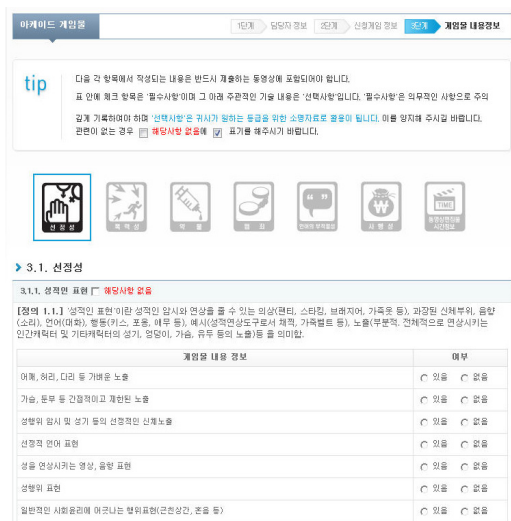 아케이드 게임물
1단계 담당자 정보 2단계 신청게임 정보 3단계 게임물 내용정보
tip
다음 각 항목에서 작성되는 내용은 반드시 제출하는 동영상에 포함되어야 합니다.
표 안에 체크 항목은 '필수사항'이며 그 아래 주관적인 기술 내용은 '선택사항'입니다. '필수사항'은 의무적인 사항으로 주의
깊게 기록하여야 하며 '선택사항'은 귀사가 원하는 등급을 위한 소명자료로 활용이 됩니다. 이를 양지해 주시길 바랍니다.
관련이 없는 경우 해당사항 없음에 표기를 해주시기 바랍니다.
선정성 폭력성 약물 범죄 언어의 부적절성 사행성 TIME 동영상편집물 시간정보
3.1. 선정성
3.1.1. 성적인 표현 해당사항 없음
[정의 1.1.] '성적인 표현'이란 성적인 암시와 연상을 줄 수 있는 의상(팬티, 스타킹, 브래지어, 가죽옷 등), 과장된 신체부위, 음향
(소리), 언어(대화), 행동(키스, 포옹, 애무 등), 예시(성적연상도구로서 채찍, 가죽벨트 등), 노출(부분적, 전체적으로 연상시키는
인간캐릭터 및 기타캐릭터의 성기, 엉덩이, 가슴, 유두 등의 노출)등 을 의미함.
게임물 내용 정보 여부
어깨, 허리, 다리 등 가벼운 노출 있음 없음
가슴, 둔부 등 간접적이고 제한된 노출 있음 없음
성행위 암시 및 성기 등의 선정적인 신체노출 있음 없음
선정적 언어 표현 있음 없음
성을 연상시키는 영상, 음향 표현 있음 없음
성행위 표현 있음 없음
일반적인 사회윤리에 어긋나는 행위표현(근친상간, 혼음 등) 있음 없음